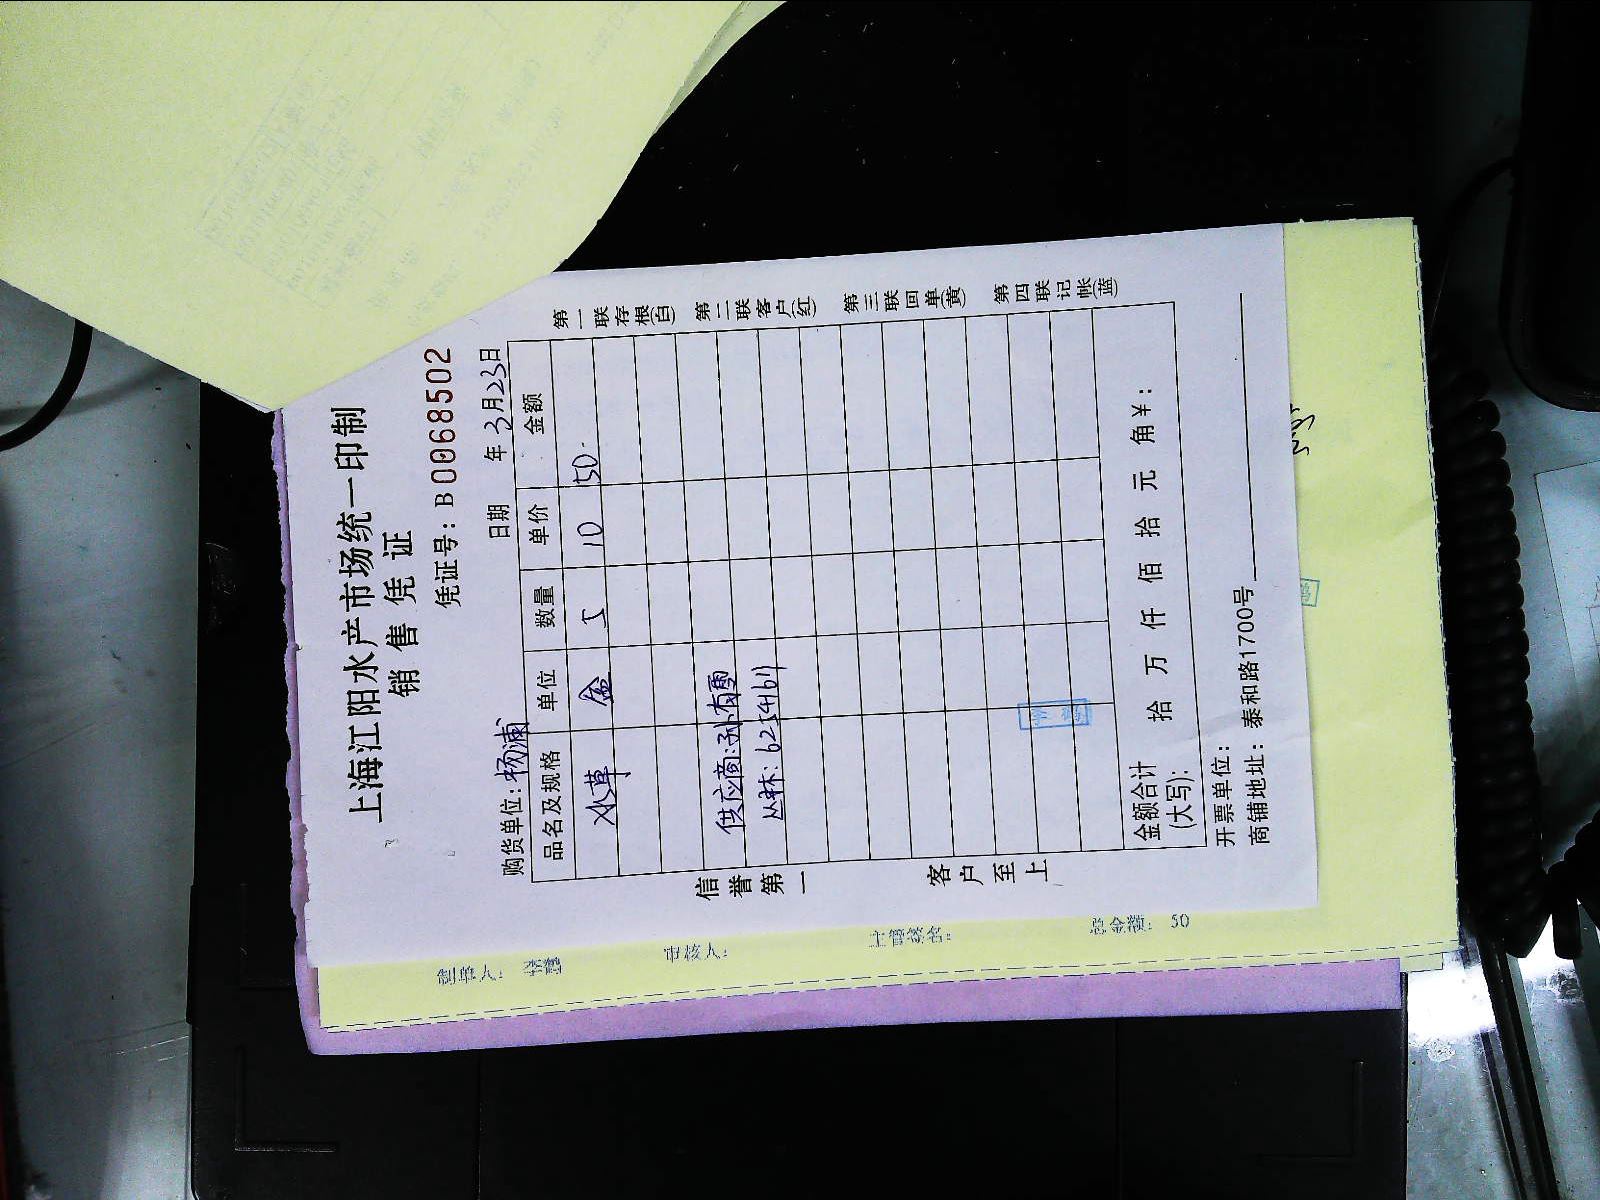 上海江阳水产市场统一印制
销售凭证
凭证号：B 0068502
购货单位：杨浦 日期 年 3月23日
品名及规格 单位 数量 单价 金额
水草 盒 5 10 50.
供应商：孙有雪
丛林：62541611
金额合计(大写)： 拾 万 仟 佰 拾 元 角¥：
开票单位：
商铺地址：泰和路1700号
第一联存根(白) 第二联客户(红) 第三联回单(黄) 第四联记帐(蓝)
信誉第一 客户至上
制单人： 审核人： 主管签字： 总金额：50